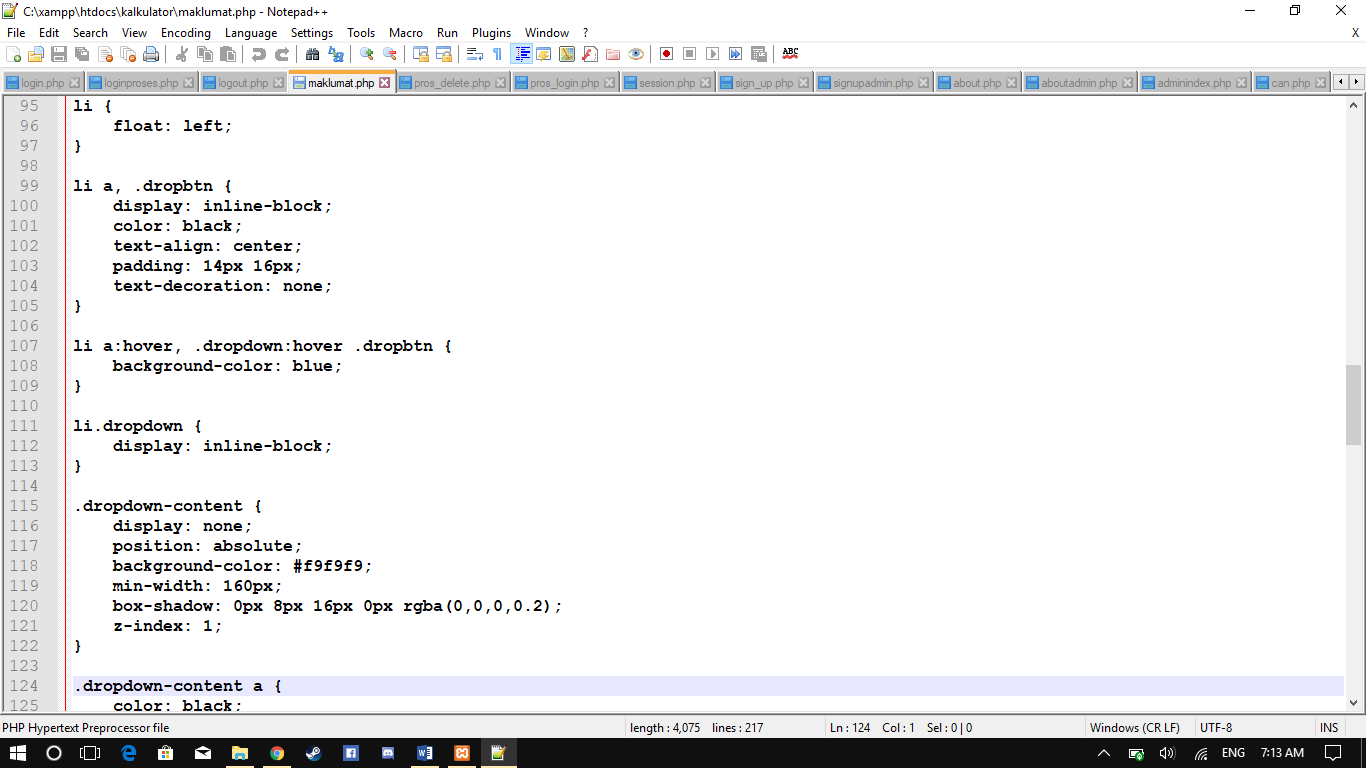 C:\xampp\htdocs\kalkulator\maklumat.php - Notepad++
File Edit Search View Encoding Language Settings Tools Macro Run Plugins Window ? X
ABC
login.php loginproses.php logout.php maklumat.php pros_delete.php pros_login.php session.php sign_up.php signupadmin.php about.php aboutadmin.php adminindex.php can.php
95 li {
96 float: left;
97 }
98
99 li a, .dropbtn {
100 display: inline-block;
101 color: black;
102 text-align: center;
103 padding: 14px 16px;
104 text-decoration: none;
105 }
106
107 li a:hover, .dropdown:hover .dropbtn {
108 background-color: blue;
109 }
110
111 li.dropdown {
112 display: inline-block;
113 }
114
115 .dropdown-content {
116 display: none;
117 position: absolute;
118 background-color: #f9f9f9;
119 min-width: 160px;
120 box-shadow: 0px 8px 16px 0px rgba(0,0,0,0.2);
121 z-index: 1;
122 }
123
124 .dropdown-content a {
125 color: black;
PHP Hypertext Preprocessor file length : 4,075 lines : 217 Ln : 124 Col : 1 Sel : 0 | 0 Windows (CR LF) UTF-8 INS
ENG 7:13 AM